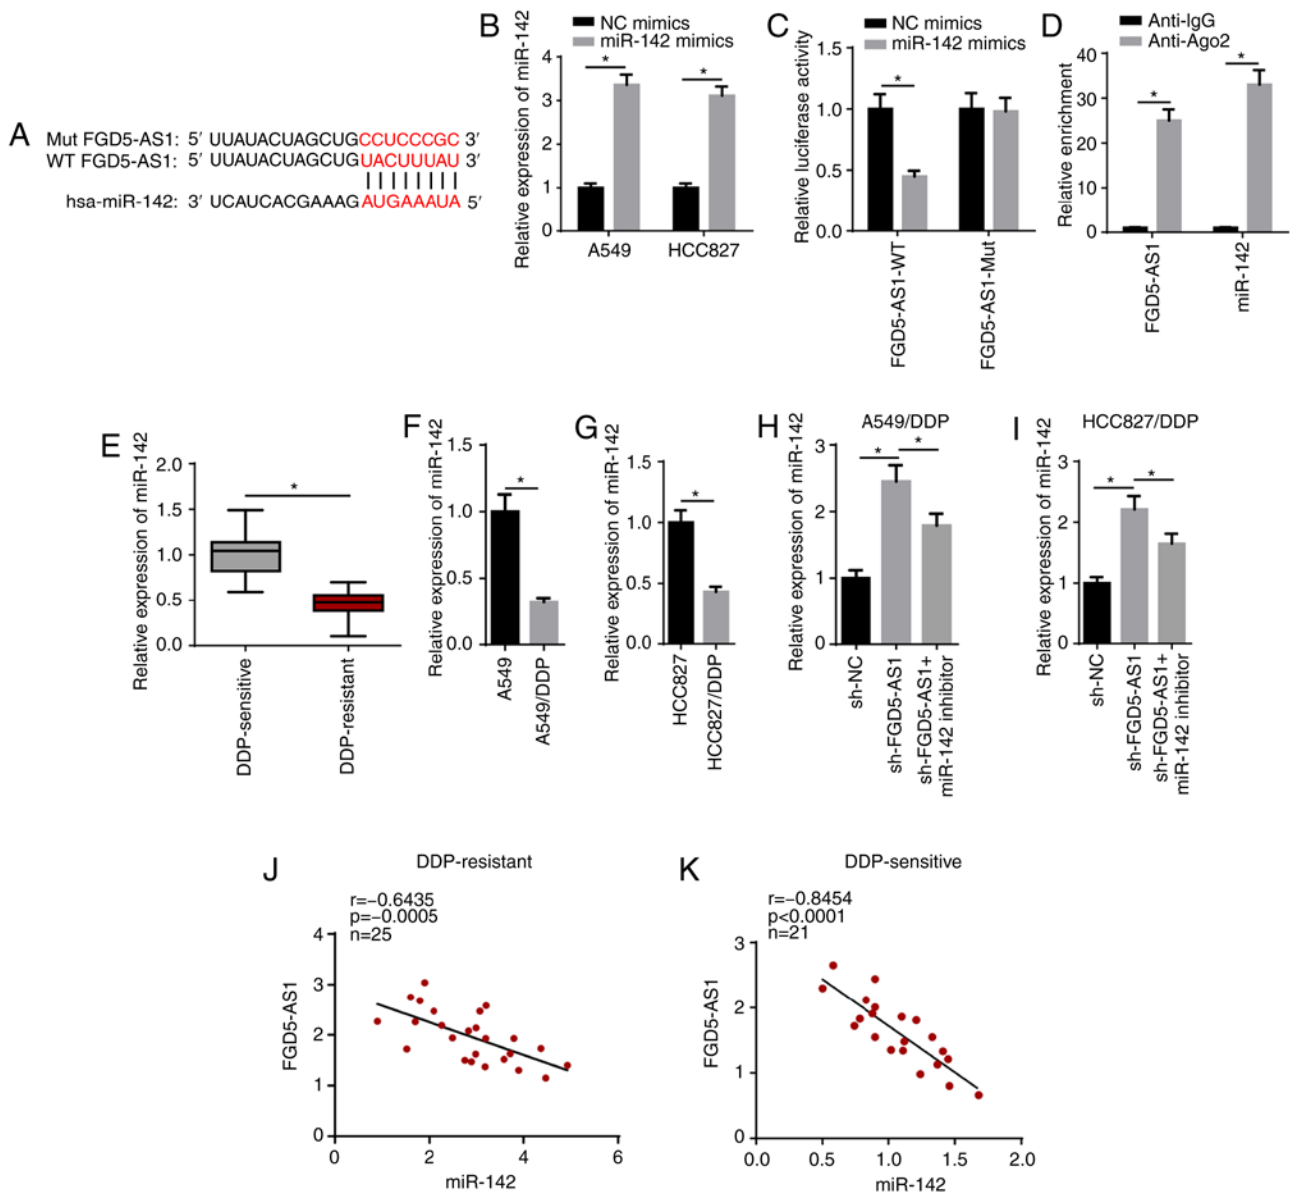 A
Mut FGD5-AS1: 5′ UUAUACUAGCUGCCUCCCGC 3′
WT FGD5-AS1: 5′ UUAUACUAGCUGUACUUUAU 3′
hsa-miR-142: 3′ UCAUCACGAAAGAUGAAAUA 5′
B
NC mimics
miR-142 mimics
Relative expression of miR-142
4
3
1
0
*
*
A549
HCC827
C
NC mimics
miR-142 mimics
Relative luciferase activity
1.5
1.0
0.5
0.0
*
FGD5-AS1-WT
FGD5-AS1-Mut
D
Anti-IgG
Anti-Ago2
Relative enrichment
40
30
20
10
0
*
*
FGD5-AS1
miR-142
E
Relative expression of miR-142
2.0
1.5
1.0
0.5
0.0
*
DDP-sensitive
DDP-resistant
F
Relative expression of miR-142
1.5
1.0
0.5
0.0
*
A549
A549/DDP
G
Relative expression of miR-142
1.5
1.0
0.5
0.0
*
HCC827
HCC827/DDP
H
A549/DDP
Relative expression of miR-142
3
2
1
0
*
*
sh-NC
sh-FGD5-AS1
sh-FGD5-AS1+
miR-142 inhibitor
I
HCC827/DDP
Relative expression of miR-142
3
2
1
0
*
*
sh-NC
sh-FGD5-AS1
sh-FGD5-AS1+
miR-142 inhibitor
J
DDP-resistant
r=−0.6435
p=−0.0005
n=25
FGD5-AS1
4
3
2
1
0
0
2
4
6
miR-142
K
DDP-sensitive
r=−0.8454
p<0.0001
n=21
FGD5-AS1
3
2
1
0
0.0
0.5
1.0
1.5
2.0
miR-142